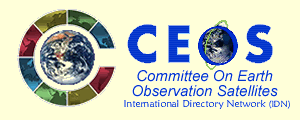 CEOS
Committee On Earth
Observation Satellites
International Directory Network (IDN)